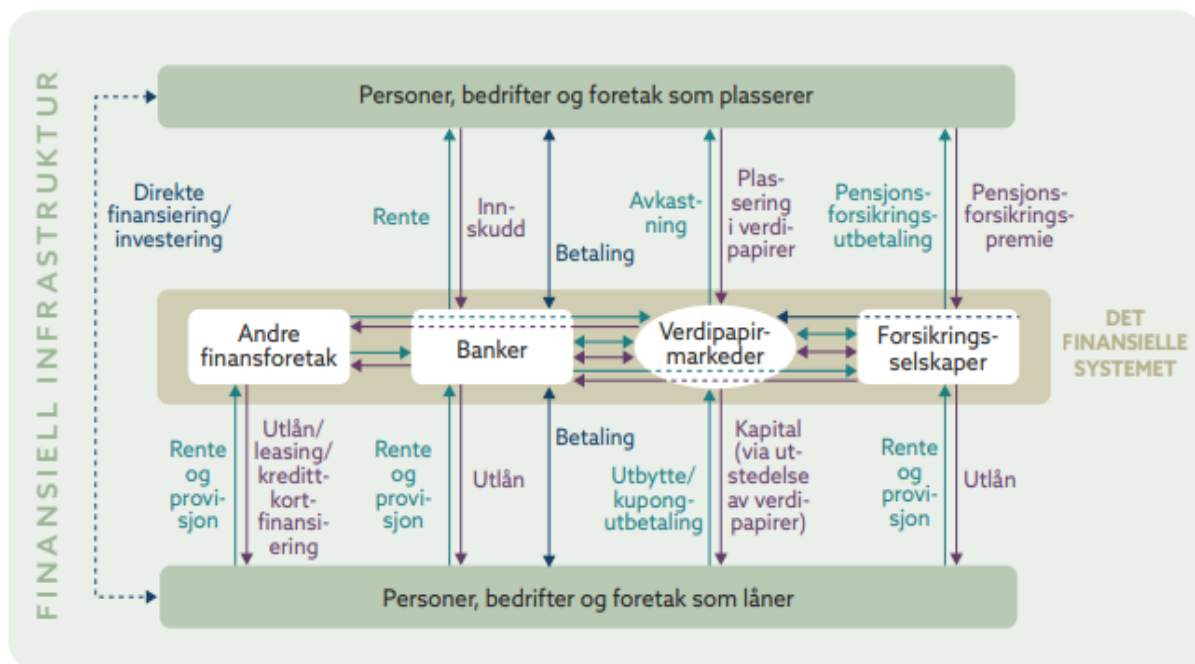 FINANSIELL INFRASTRUKTUR
Personer, bedrifter og foretak som plasserer
Direkte
finansiering/
investering
Rente
Inn-
skudd
Betaling
Avkast-
ning
Plas-
sering
i verdi-
papirer
Pensjons-
forsikrings-
utbetaling
Pensjons-
forsikrings-
premie
Andre
finansforetak
Banker
Verdipapir-
markeder
Forsikrings-
selskaper
DET
FINANSIELLE
SYSTEMET
Rente
og
provi-
sjon
Utlån/
leasing/
kreditt-
kort-
finansi-
ering
Rente
og
provi-
sjon
Utlån
Betaling
Utbytte/
kupong-
utbetaling
Kapital
(via ut-
stedelse
av verdi-
papirer)
Rente
og
provi-
sjon
Utlån
Personer, bedrifter og foretak som låner